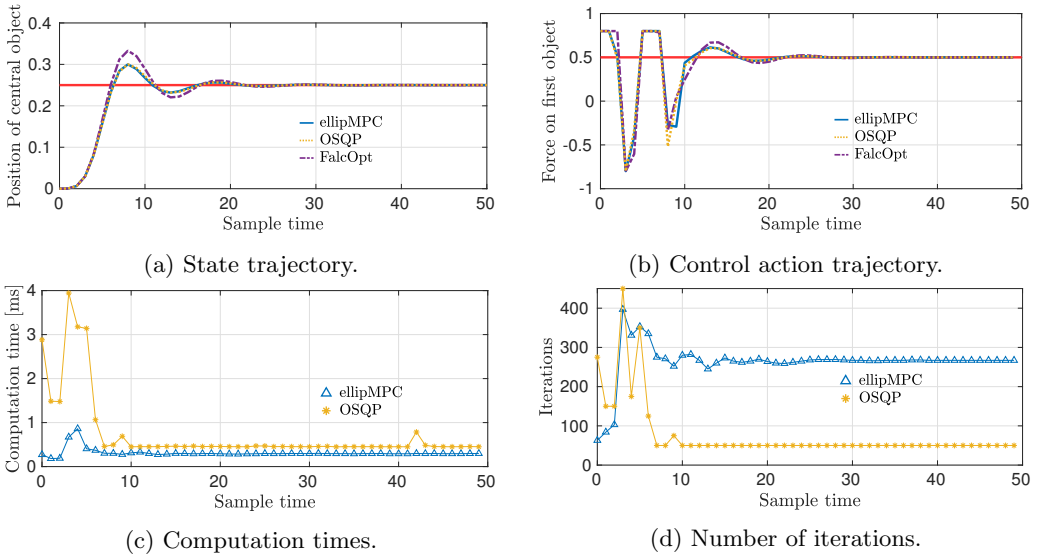 Position of central object
0.4
0.3
0.2
0.1
0
0
10
20
30
40
50
Sample time
ellipMPC
OSQP
FalcOpt
(a) State trajectory.
Force on first object
1
0.5
0
-0.5
-1
0
10
20
30
40
50
Sample time
ellipMPC
OSQP
FalcOpt
(b) Control action trajectory.
Computation time [ms]
4
3
2
1
0
0
10
20
30
40
50
Sample time
ellipMPC
OSQP
(c) Computation times.
Iterations
400
300
200
100
0
0
10
20
30
40
50
Sample time
ellipMPC
OSQP
(d) Number of iterations.